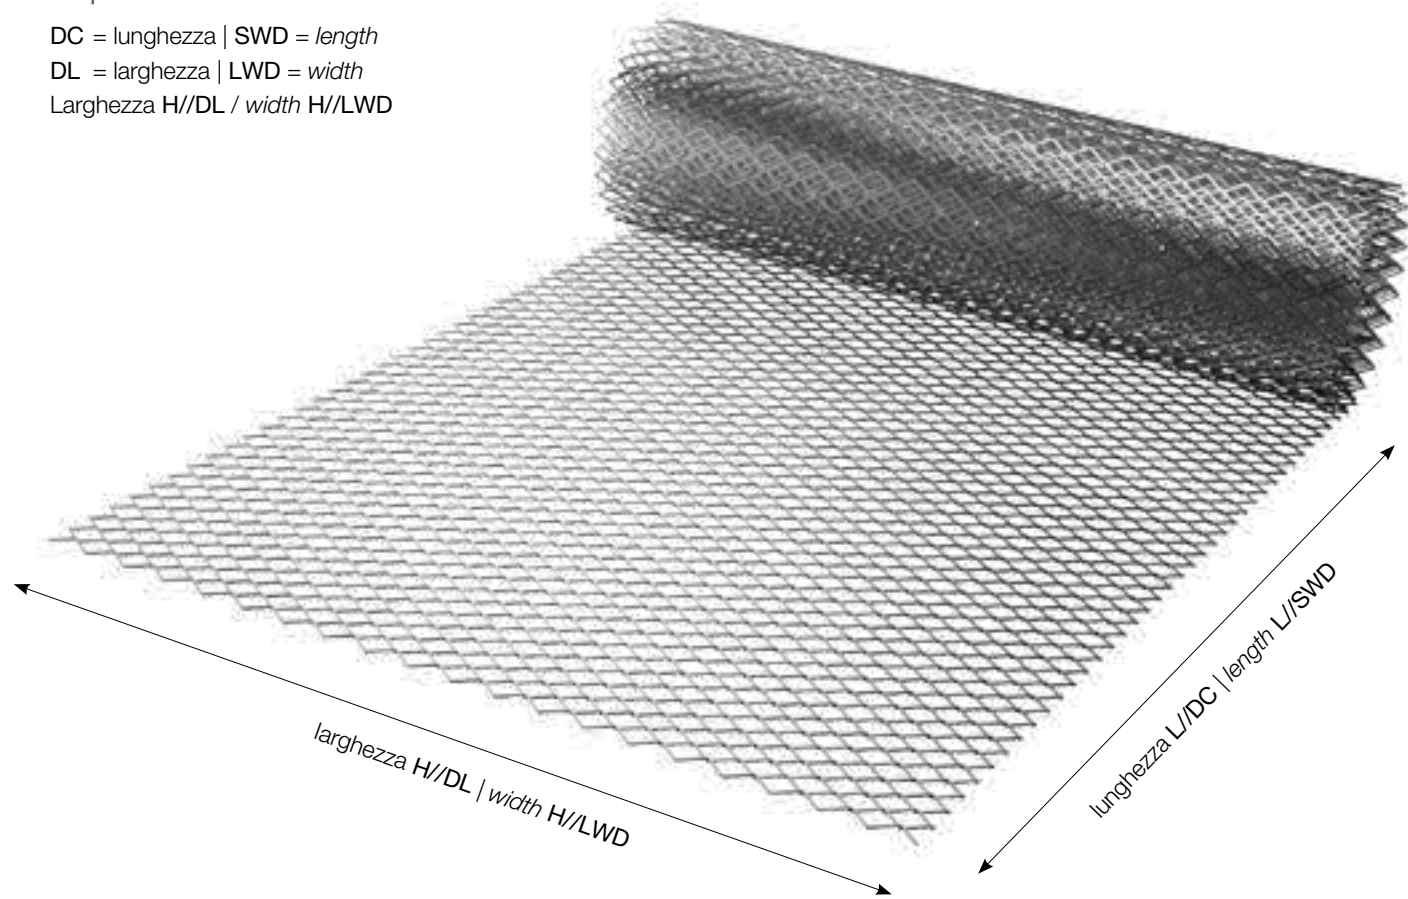 DC = lunghezza | SWD = length
DL = larghezza | LWD = width
Larghezza H//DL / width H//LWD
larghezza H//DL | width H//LWD
lunghezza L//DC | length L//SWD